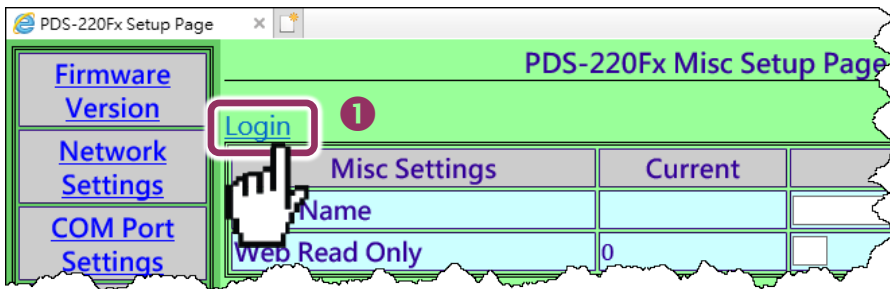 PDS-220Fx Setup Page
PDS-220Fx Misc Setup Page
Firmware
Version
Network
Settings
COM Port
Settings
Login
1
Misc Settings Current
Name
Web Read Only 0